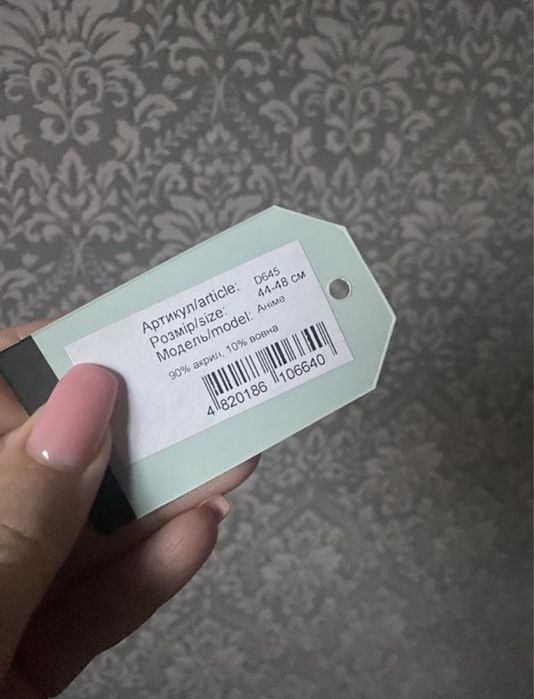 Артикул/article: D645
Розмір/size: 44-48 см
Модель/model: Аніме
90% акрил, 10% вовна
4 820186 106640